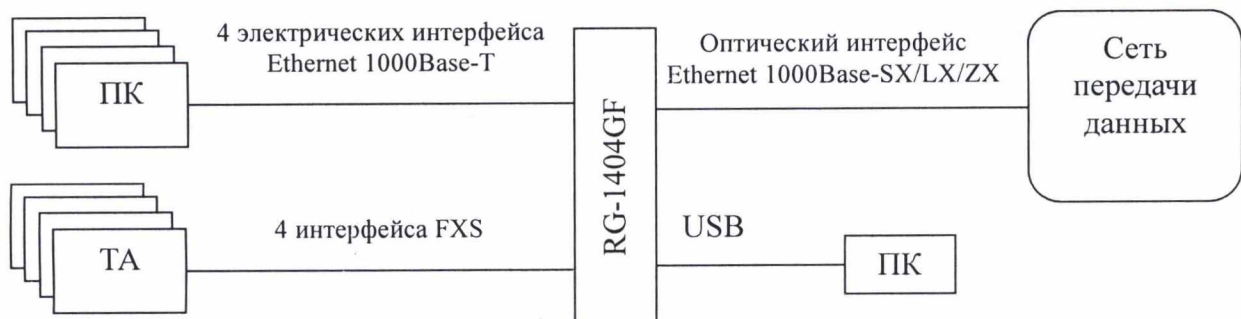 4 электрических интерфейса
Ethernet 1000Base-T
ПК
Оптический интерфейс
Ethernet 1000Base-SX/LX/ZX
Сеть
передачи
данных
RG-1404GF
4 интерфейса FXS
ТА
USB
ПК